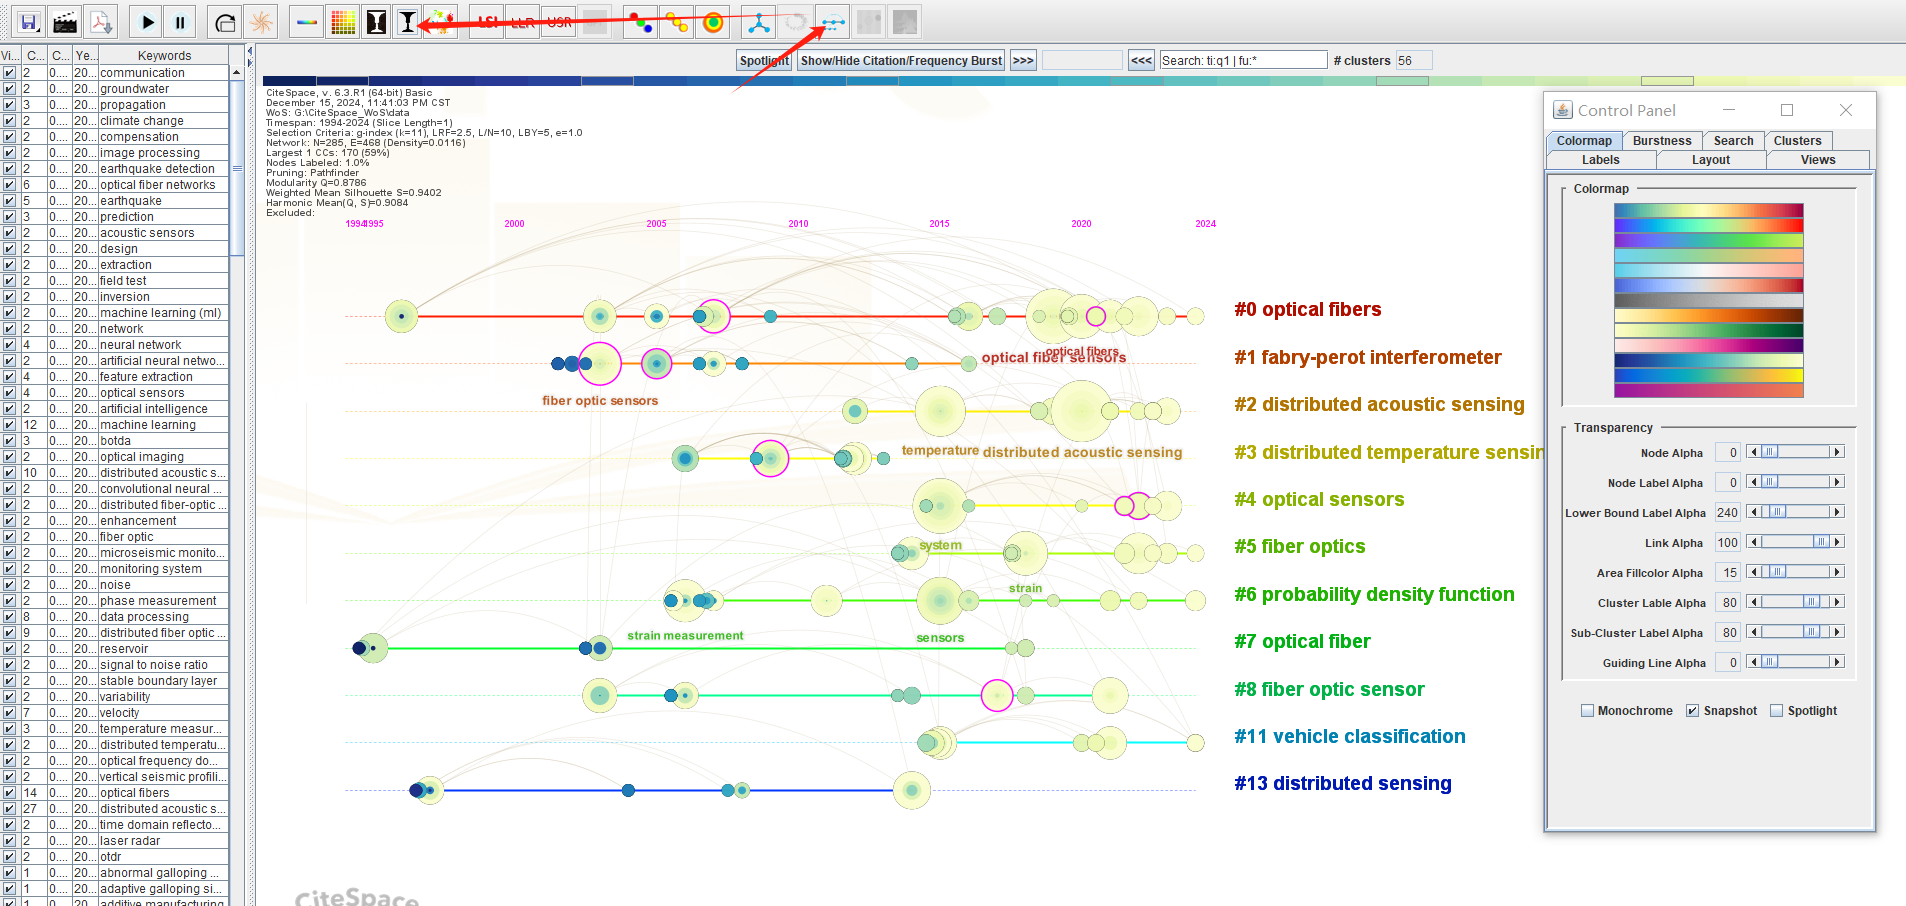 LSI LLR USR
Vi... C... C... Ye... Keywords
2 0.... 20... communication
2 0.... 20... groundwater
3 0.... 20... propagation
2 0.... 20... climate change
2 0.... 20... compensation
2 0.... 20... image processing
2 0.... 20... earthquake detection
6 0.... 20... optical fiber networks
5 0.... 20... earthquake
3 0.... 20... prediction
2 0.... 20... acoustic sensors
2 0.... 20... design
2 0.... 20... extraction
2 0.... 20... field test
2 0.... 20... inversion
2 0.... 20... machine learning (ml)
2 0.... 20... network
4 0.... 20... neural network
2 0.... 20... artificial neural netwo...
4 0.... 20... feature extraction
4 0.... 20... optical sensors
2 0.... 20... artificial intelligence
12 0.... 20... machine learning
3 0.... 20... botda
2 0.... 20... optical imaging
10 0.... 20... distributed acoustic s...
2 0.... 20... convolutional neural ...
2 0.... 20... distributed fiber-optic ...
2 0.... 20... enhancement
2 0.... 20... fiber optic
2 0.... 20... microseismic monito...
2 0.... 20... monitoring system
2 0.... 20... noise
2 0.... 20... phase measurement
8 0.... 20... data processing
9 0.... 20... distributed fiber optic ...
2 0.... 20... reservoir
2 0.... 20... signal to noise ratio
2 0.... 20... stable boundary layer
2 0.... 20... variability
7 0.... 20... velocity
3 0.... 20... temperature measur...
2 0.... 20... distributed temperatu...
2 0.... 20... optical frequency do...
2 0.... 20... vertical seismic profili...
14 0.... 20... optical fibers
27 0.... 20... distributed acoustic s...
2 0.... 20... time domain reflecto...
2 0.... 20... laser radar
2 0.... 20... otdr
1 0.... 20... abnormal galloping ...
1 0.... 20... adaptive galloping si...
1 0.... 20... additive manufacturing
Spotlight Show/Hide Citation/Frequency Burst >>> <<< Search: ti:q1 | fu:* # clusters 56
CiteSpace, v. 6.3.R1 (64-bit) Basic
December 15, 2024, 11:41:03 PM CST
WoS: G:\CiteSpace_WoS\data
Timespan: 1994-2024 (Slice Length=1)
Selection Criteria: g-index (k=11), LRF=2.5, L/N=10, LBY=5, e=1.0
Network: N=285, E=468 (Density=0.0116)
Largest 1 CCs: 170 (59%)
Nodes Labeled: 1.0%
Pruning: Pathfinder
Modularity Q=0.8786
Weighted Mean Silhouette S=0.9402
Harmonic Mean(Q, S)=0.9084
Excluded:
1994 1995 2000 2005 2010 2015 2020 2024
#0 optical fibers
optical fibers
optical fiber sensors
#1 fabry-perot interferometer
fiber optic sensors
#2 distributed acoustic sensing
temperature distributed acoustic sensing
#3 distributed temperature sensin
#4 optical sensors
system
#5 fiber optics
strain
#6 probability density function
strain measurement sensors
#7 optical fiber
#8 fiber optic sensor
#11 vehicle classification
#13 distributed sensing
CiteSpace
Control Panel
Colormap Burstness Search Clusters
Labels Layout Views
Colormap
Transparency
Node Alpha 0
Node Label Alpha 0
Lower Bound Label Alpha 240
Link Alpha 100
Area Fillcolor Alpha 15
Cluster Lable Alpha 80
Sub-Cluster Label Alpha 80
Guiding Line Alpha 0
Monochrome Snapshot Spotlight